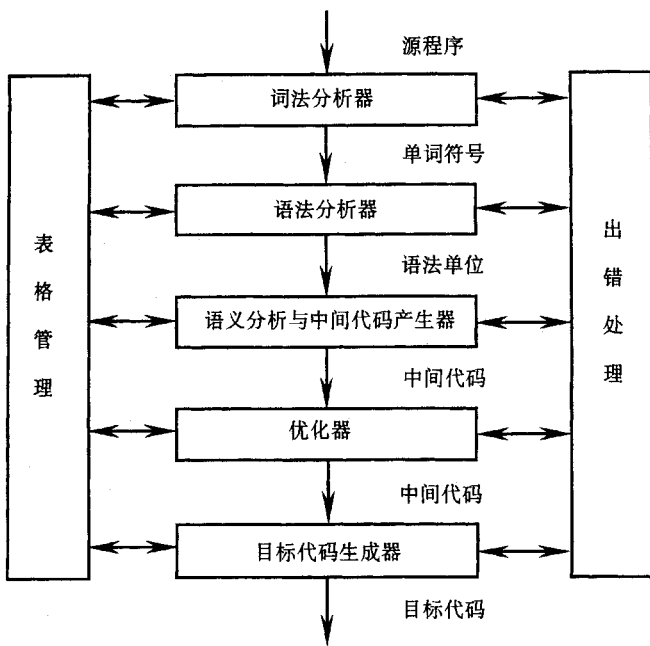 源程序
词法分析器
单词符号
语法分析器
语法单位
语义分析与中间代码产生器
中间代码
优化器
中间代码
目标代码生成器
目标代码
表格管理
出错处理